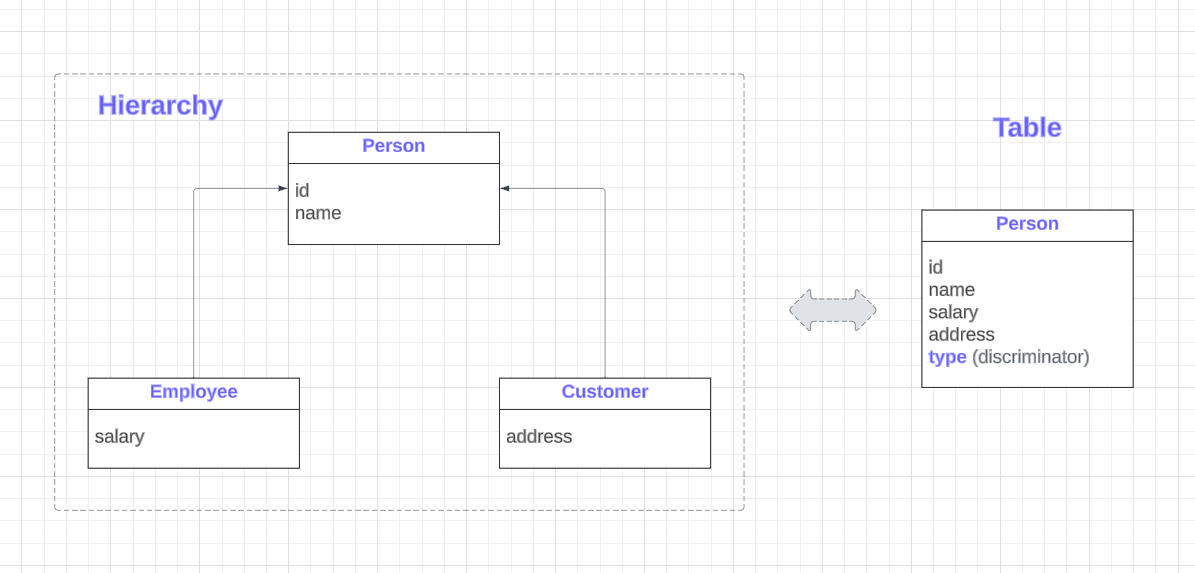 Hierarchy
Person
id
name
Employee
salary
Customer
address
Table
Person
id
name
salary
address
type (discriminator)